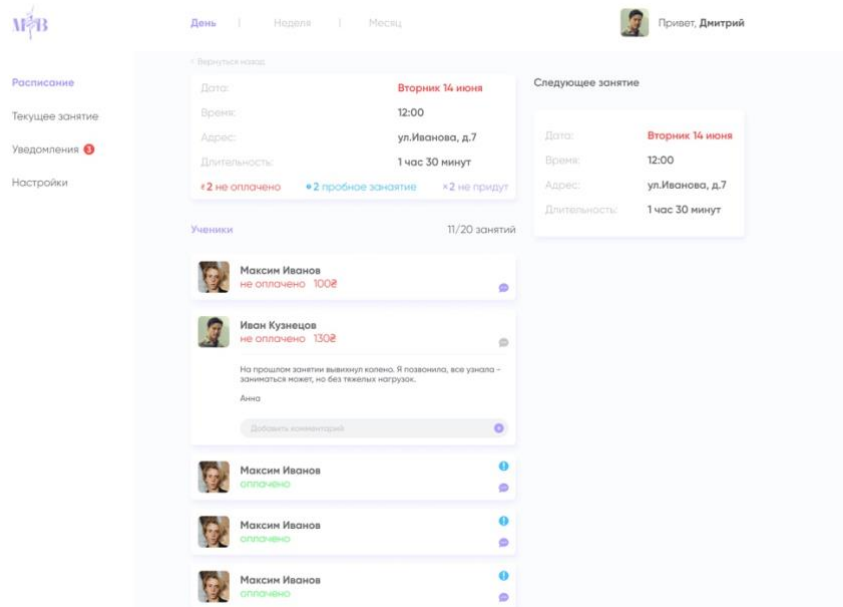 МВ
День | Неделя | Месяц
Привет, Дмитрий
Расписание
Текущее занятие
Уведомления 3
Настройки
‹ Вернуться назад
Дата: Вторник 14 июня
Время: 12:00
Адрес: ул.Иванова, д.7
Длительность: 1 час 30 минут
₴2 не оплачено 2 пробное занаятие ×2 не придут
Следующее занятие
Дата: Вторник 14 июня
Время: 12:00
Адрес: ул.Иванова, д.7
Длительность: 1 час 30 минут
Ученики 11/20 занятий
Максим Иванов
не оплачено 100₴
Иван Кузнецов
не оплачено 130₴
На прошлом занятии вывихнул колено. Я позвонила, все узнала -
заниматься может, но без тяжелых нагрузок.
Анна
Добавить комментарий
Максим Иванов
оплачено
Максим Иванов
оплачено
Максим Иванов
оплачено